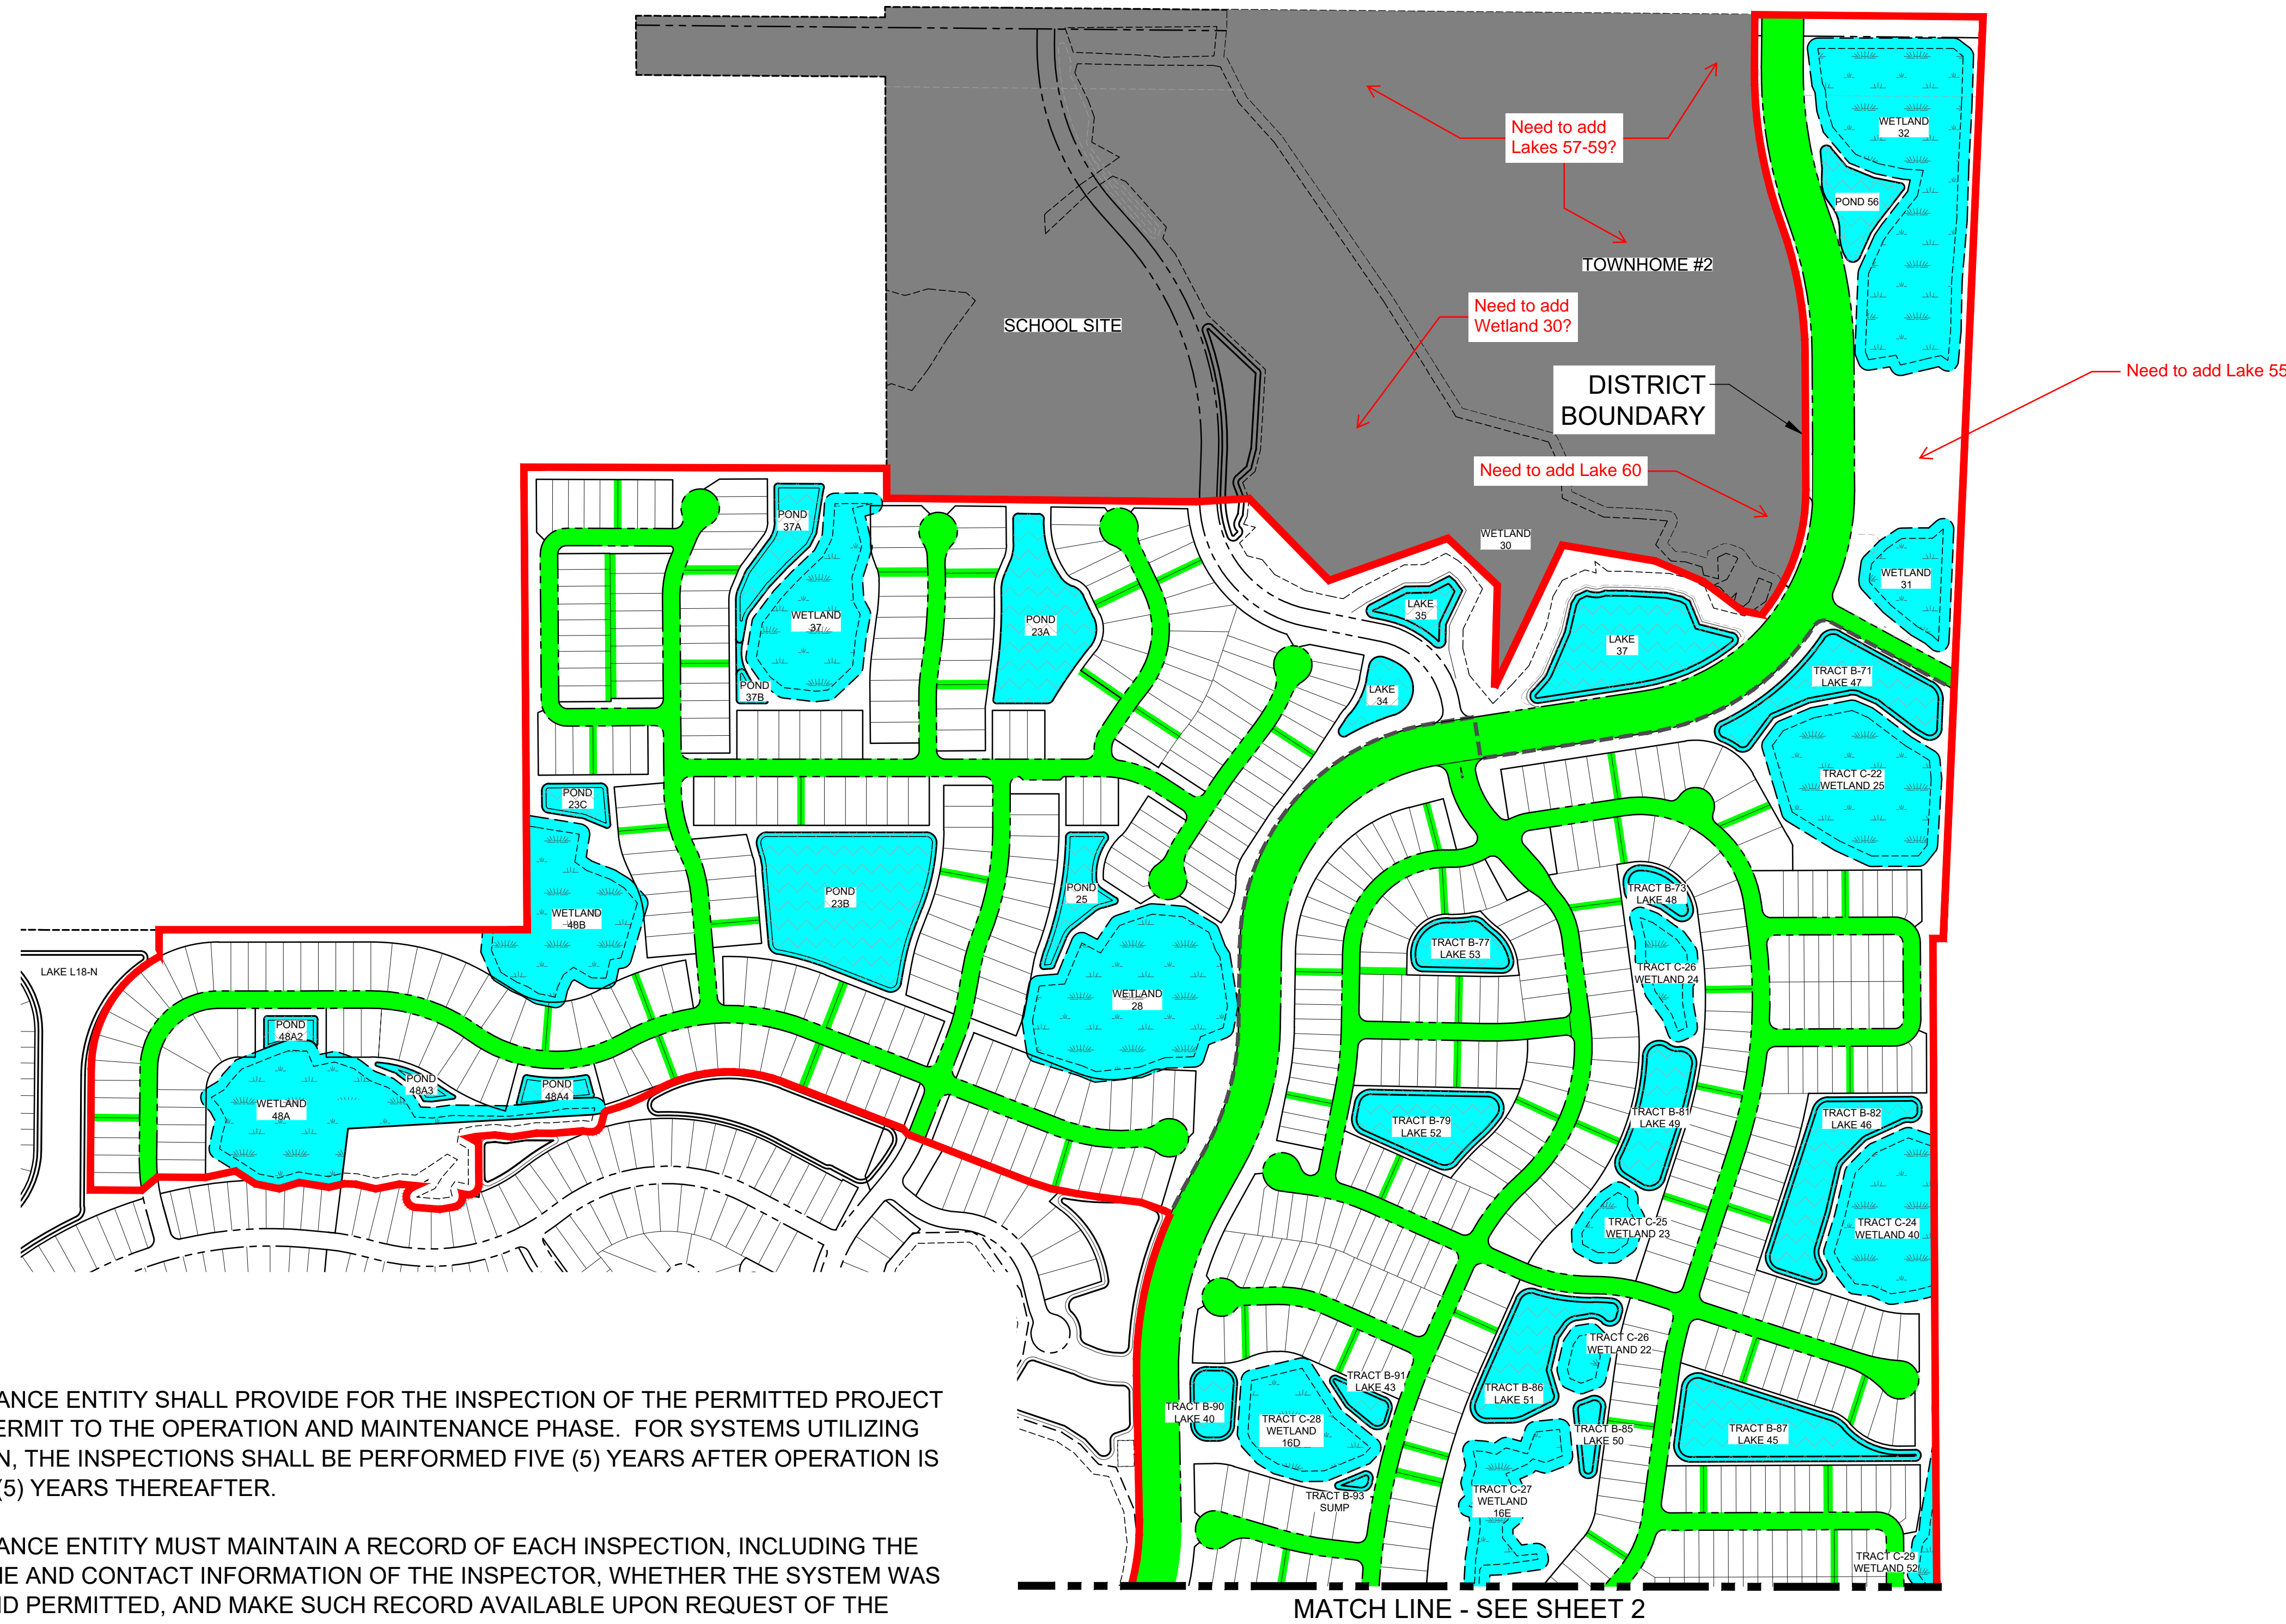 Need to add
Lakes 57-59?
WETLAND
32
POND 56
TOWNHOME #2
SCHOOL SITE
Need to add
Wetland 30?
DISTRICT
BOUNDARY
Need to add Lake 55
Need to add Lake 60
WETLAND
30
WETLAND
31
POND
37A
WETLAND
37
POND
37B
POND
23A
LAKE
35
LAKE
37
LAKE
34
TRACT B-71
LAKE 47
TRACT C-22
WETLAND 25
POND
23C
POND
23B
POND
25
WETLAND
48B
TRACT B-73
LAKE 48
TRACT B-77
LAKE 53
TRACT C-26
WETLAND 24
LAKE L18-N
WETLAND
28
POND
48A2
POND
48A3
POND
48A4
WETLAND
48A
TRACT B-79
LAKE 52
TRACT B-81
LAKE 49
TRACT B-82
LAKE 46
TRACT C-25
WETLAND 23
TRACT C-24
WETLAND 40
TRACT C-26
WETLAND 22
TRACT B-91
LAKE 43
TRACT B-86
LAKE 51
TRACT B-90
LAKE 40
TRACT C-28
WETLAND
16D
TRACT B-85
LAKE 50
TRACT B-87
LAKE 45
TRACT B-93
SUMP
TRACT C-27
WETLAND
16E
TRACT C-29
WETLAND 52
ANCE ENTITY SHALL PROVIDE FOR THE INSPECTION OF THE PERMITTED PROJECT
ERMIT TO THE OPERATION AND MAINTENANCE PHASE. FOR SYSTEMS UTILIZING
N, THE INSPECTIONS SHALL BE PERFORMED FIVE (5) YEARS AFTER OPERATION IS
(5) YEARS THEREAFTER.
ANCE ENTITY MUST MAINTAIN A RECORD OF EACH INSPECTION, INCLUDING THE
ME AND CONTACT INFORMATION OF THE INSPECTOR, WHETHER THE SYSTEM WAS
ND PERMITTED, AND MAKE SUCH RECORD AVAILABLE UPON REQUEST OF THE
MATCH LINE - SEE SHEET 2